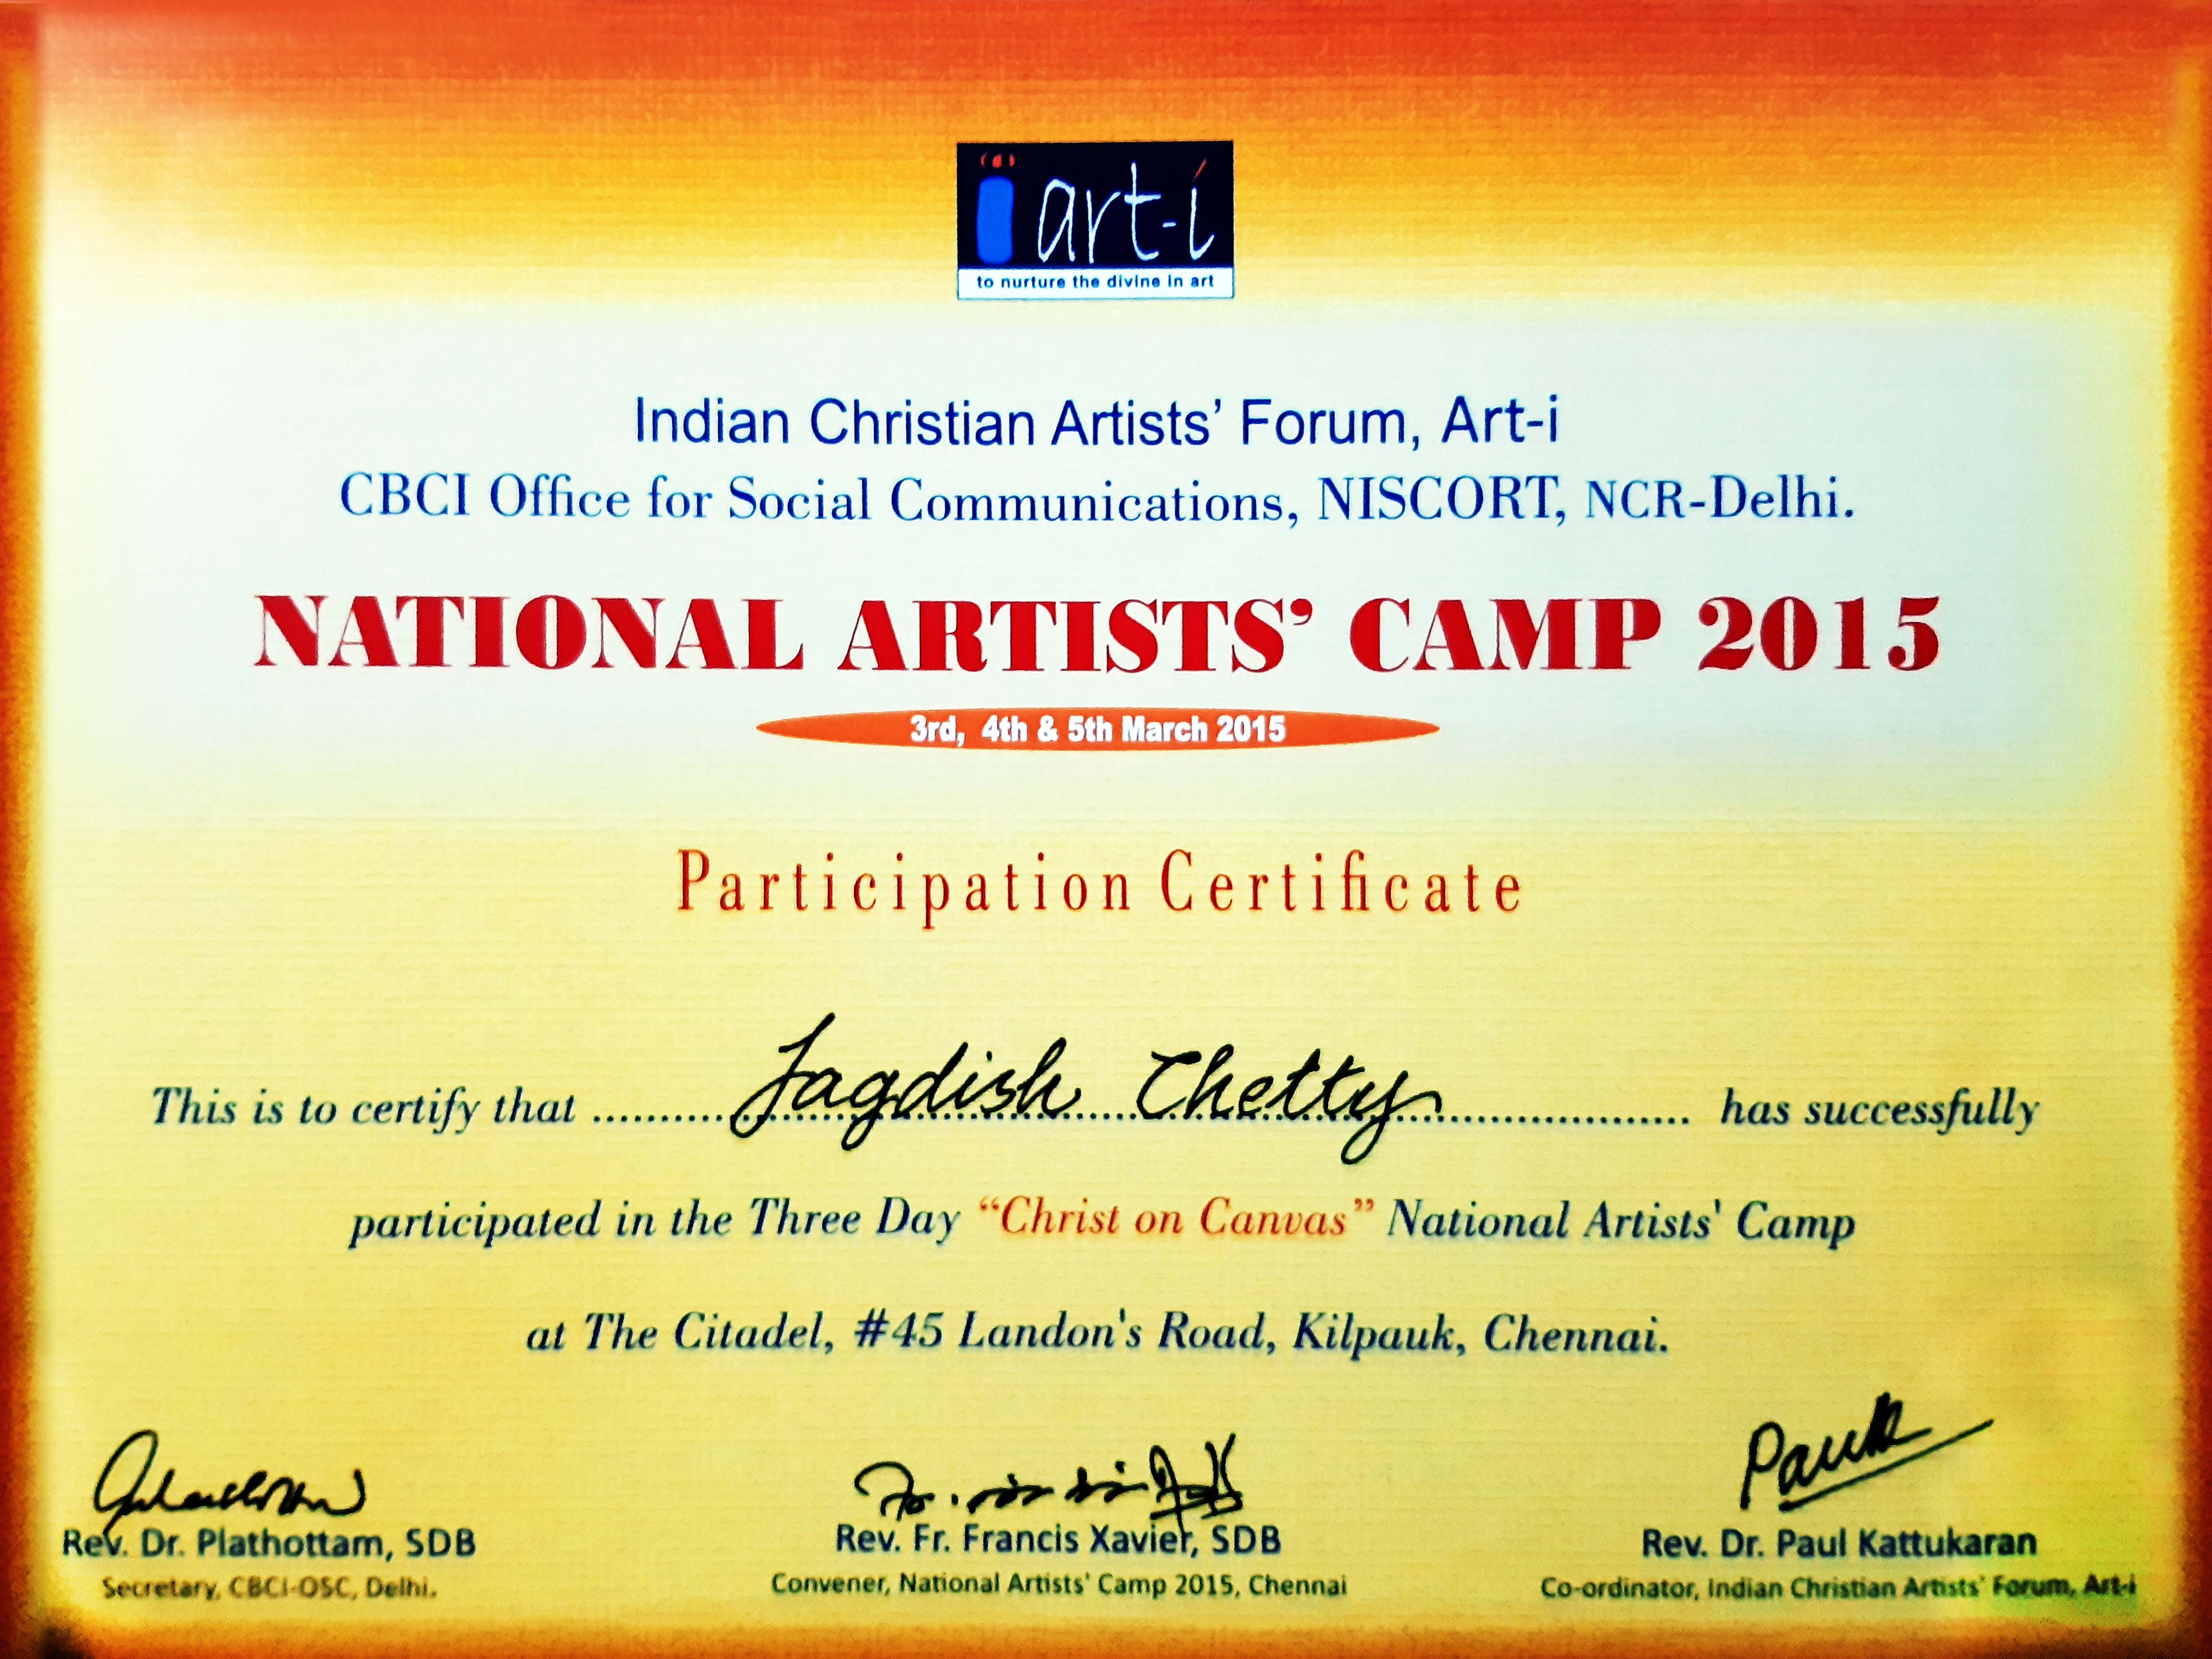 art-i
to nurture the divine in art
Indian Christian Artists’ Forum, Art-i
CBCI Office for Social Communications, NISCORT, NCR-Delhi.
NATIONAL ARTISTS’ CAMP 2015
3rd, 4th & 5th March 2015
Participation Certificate
This is to certify that .......... Jagdish Chetty .......... has successfully
participated in the Three Day “Christ on Canvas” National Artists' Camp
at The Citadel, #45 Landon's Road, Kilpauk, Chennai.
Rev. Dr. Plathottam, SDB
Secretary, CBCI-OSC, Delhi.
Rev. Fr. Francis Xavier, SDB
Convener, National Artists' Camp 2015, Chennai
Rev. Dr. Paul Kattukaran
Co-ordinator, Indian Christian Artists' Forum, Art-i